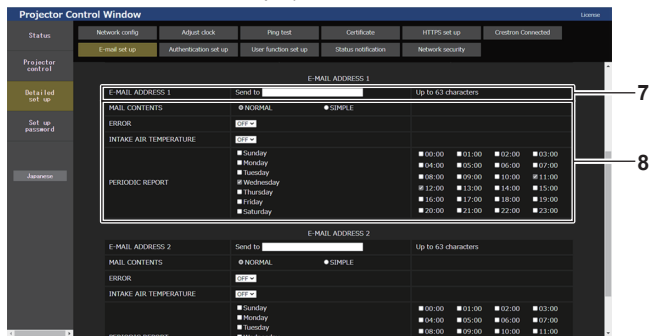 Projector Control Window
License
Status
Projector
control
Detailed
set up
Set up
password
Japanese
Network config
Adjust clock
Ping test
Certificate
HTTPS set up
Crestron Connected
E-mail set up
Authentication set up
User function set up
Status notification
Network security
E-MAIL ADDRESS 1
E-MAIL ADDRESS 1 Send to Up to 63 characters
7
MAIL CONTENTS NORMAL SIMPLE
ERROR OFF
INTAKE AIR TEMPERATURE OFF
8
PERIODIC REPORT
Sunday 00:00 01:00 02:00 03:00
Monday 04:00 05:00 06:00 07:00
Tuesday 08:00 09:00 10:00 11:00
Wednesday 12:00 13:00 14:00 15:00
Thursday 16:00 17:00 18:00 19:00
Friday 20:00 21:00 22:00 23:00
Saturday
E-MAIL ADDRESS 2
E-MAIL ADDRESS 2 Send to Up to 63 characters
MAIL CONTENTS NORMAL SIMPLE
ERROR OFF
INTAKE AIR TEMPERATURE OFF
Sunday 00:00 01:00 02:00 03:00
Monday 04:00 05:00 06:00 07:00
Tuesday 08:00 09:00 10:00 11:00